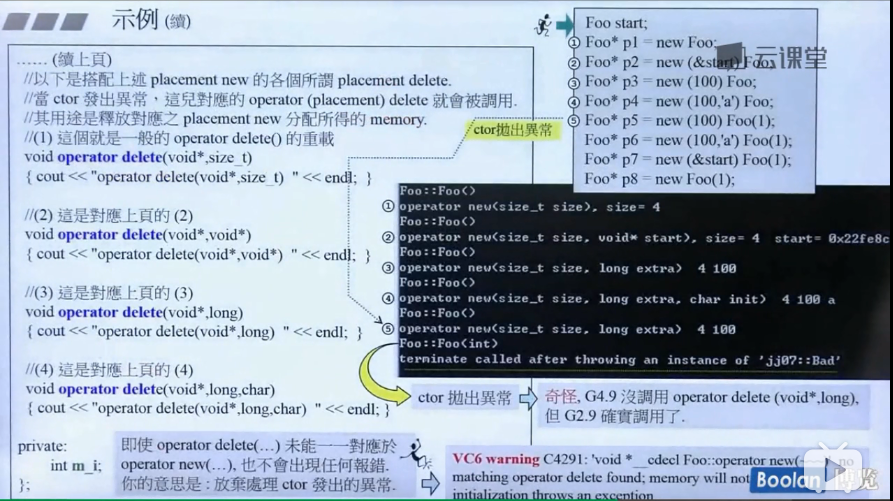 示例 (續)
...... (續上頁)
//以下是搭配上述 placement new 的各個所謂 placement delete.
//當 ctor 發出異常，這兒對應的 operator (placement) delete 就會被調用.
//其用途是釋放對應之 placement new 分配所得的 memory.
//(1) 這個就是一般的 operator delete() 的重載
void operator delete(void*,size_t)
{ cout << "operator delete(void*,size_t) " << endl; }
//(2) 這是對應上頁的 (2)
void operator delete(void*,void*)
{ cout << "operator delete(void*,void*) " << endl; }
//(3) 這是對應上頁的 (3)
void operator delete(void*,long)
{ cout << "operator delete(void*,long) " << endl; }
//(4) 這是對應上頁的 (4)
void operator delete(void*,long,char)
{ cout << "operator delete(void*,long,char) " << endl; }
private:
int m_i;
};
即使 operator delete(…) 未能一一對應於
operator new(…), 也不會出現任何報錯.
你的意思是 : 放棄處理 ctor 發出的異常.
Foo start;
① Foo* p1 = new Foo;
② Foo* p2 = new (&start) Foo;
③ Foo* p3 = new (100) Foo;
④ Foo* p4 = new (100,'a') Foo;
⑤ Foo* p5 = new (100) Foo(1);
Foo* p6 = new (100,'a') Foo(1);
Foo* p7 = new (&start) Foo(1);
Foo* p8 = new Foo(1);
云课堂
ctor拋出異常
Foo::Foo()
① operator new(size_t size), size= 4
Foo::Foo()
② operator new(size_t size, void* start), size= 4 start= 0x22fe8c
Foo::Foo()
③ operator new(size_t size, long extra) 4 100
Foo::Foo()
④ operator new(size_t size, long extra, char init) 4 100 a
Foo::Foo()
⑤ operator new(size_t size, long extra) 4 100
Foo::Foo(int)
terminate called after throwing an instance of 'jj07::Bad'
ctor 拋出異常
奇怪, G4.9 沒調用 operator delete (void*,long),
但 G2.9 確實調用了.
VC6 warning C4291: 'void *__cdecl Foo::operator new(~~~)' no
matching operator delete found; memory will not
initialization throws an exception
Boolan 博览